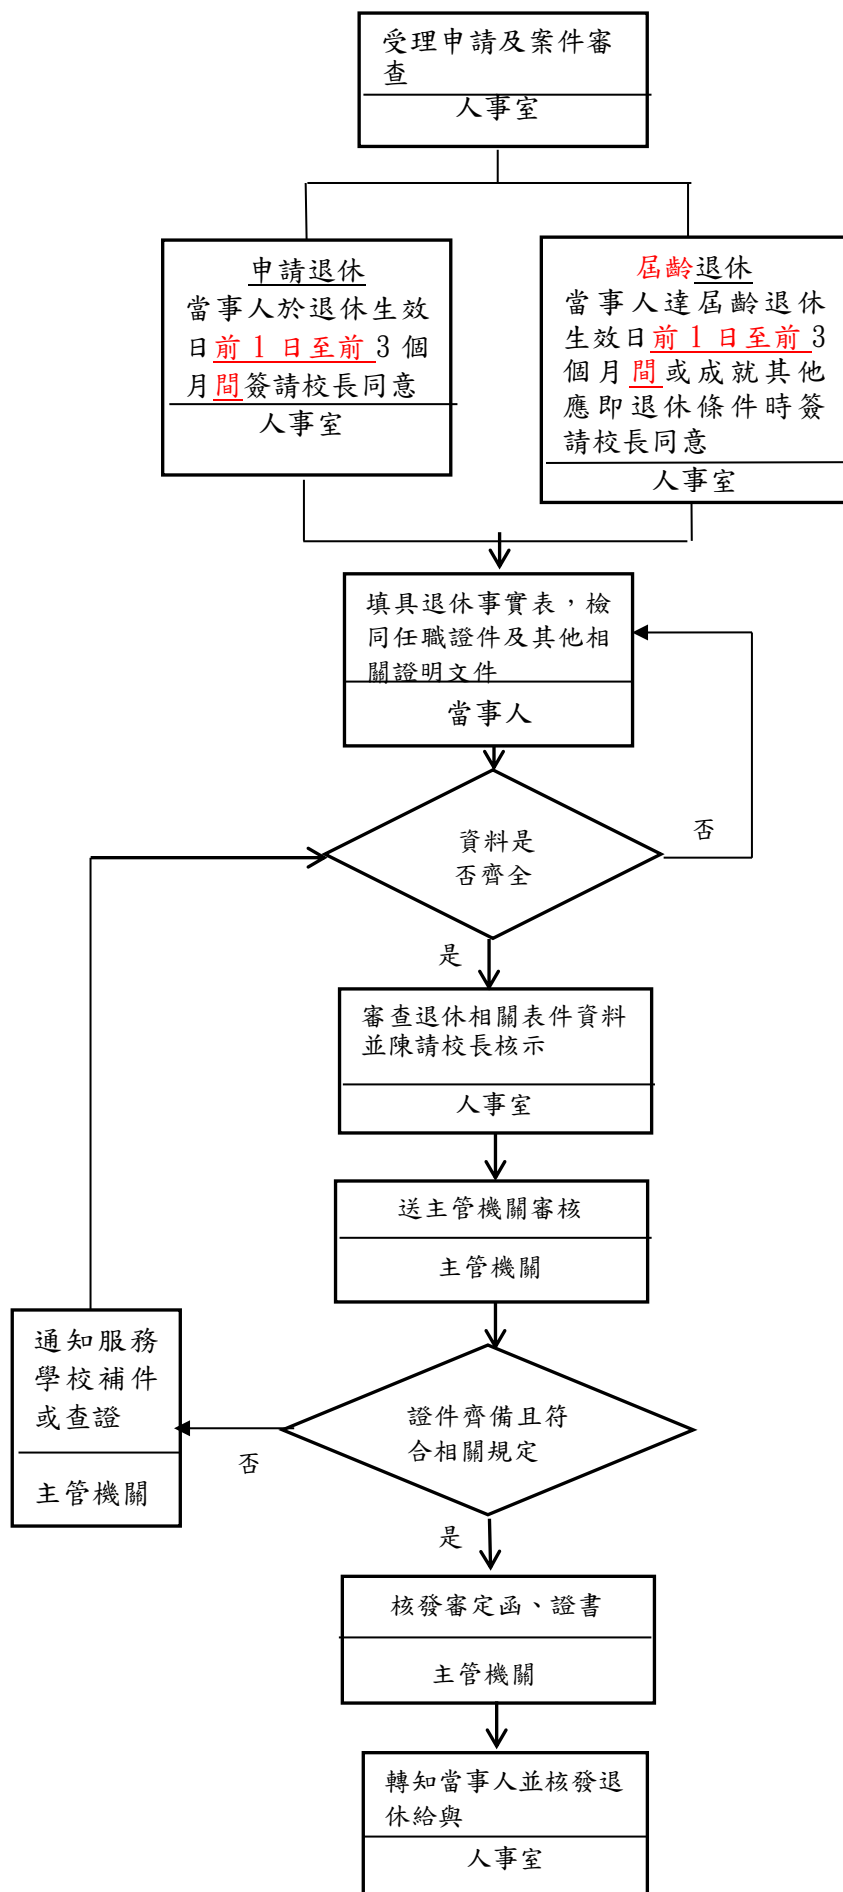 受理申請及案件審
查
人事室
申請退休
當事人於退休生效
日前 1 日至前 3 個
月間簽請校長同意
人事室
屆齡退休
當事人達屆齡退休
生效日前 1 日至前 3
個月間或成就其他
應即退休條件時簽
請校長同意
人事室
填具退休事實表，檢
同任職證件及其他相
關證明文件
當事人
資料是
否齊全
否
是
審查退休相關表件資料
並陳請校長核示
人事室
送主管機關審核
主管機關
通知服務
學校補件
或查證
主管機關
證件齊備且符
合相關規定
否
是
核發審定函、證書
主管機關
轉知當事人並核發退
休給與
人事室